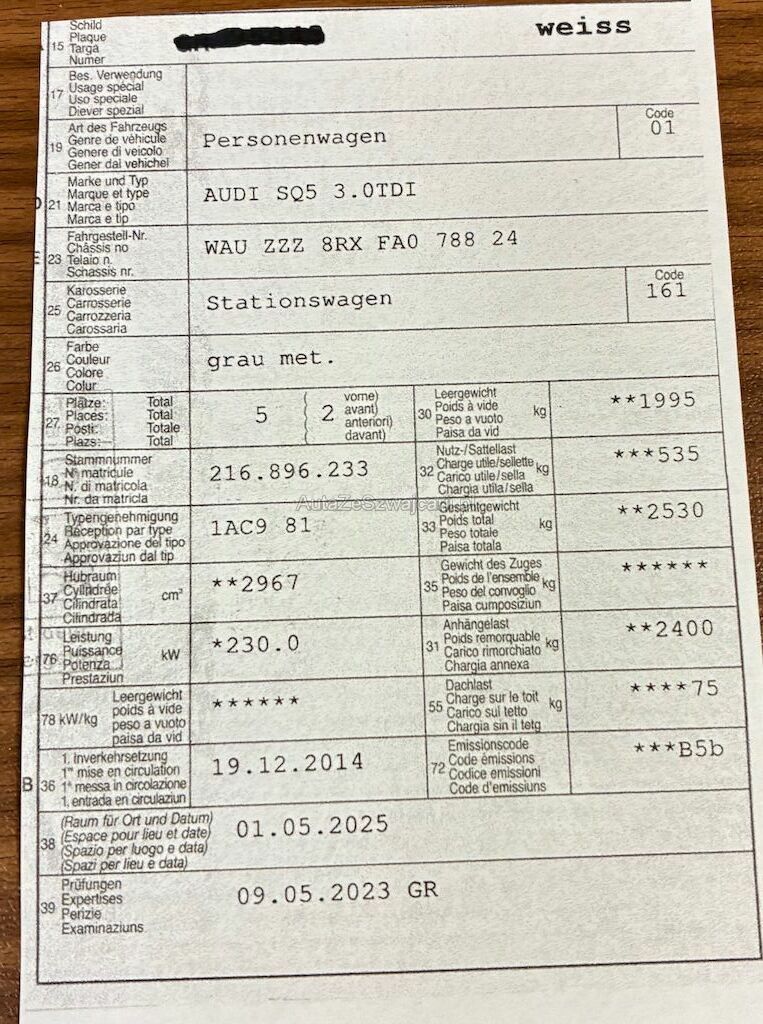 15 Schild
Plaque
Targa
Numer
weiss
17 Bes. Verwendung
Usage spécial
Uso speciale
Diever spezial
19 Art des Fahrzeugs
Genre de véhicule
Genere di veicolo
Gener dal vehichel
Personenwagen
Code
01
21 Marke und Typ
Marque et type
Marca e tipo
Marca e tip
AUDI SQ5 3.0TDI
E 23 Fahrgestell-Nr.
Châssis no
Telaio n.
Schassis nr.
WAU ZZZ 8RX FA0 788 24
25 Karosserie
Carrosserie
Carrozzeria
Carossaria
Stationswagen
Code
161
26 Farbe
Couleur
Colore
Colur
grau met.
27 Plätze: Total
Places: Total
Posti: Totale
Plazs: Total
5
( 2 vorne)
( avant)
( anteriori)
( davant)
30 Leergewicht
Poids à vide
Peso a vuoto
Paisa da vid
kg
**1995
18 Stammnummer
N° matricule
N. di matricola
Nr. da matricla
216.896.233
32 Nutz-/Sattellast
Charge utile/sellette
Carico utile/sella
Chargia utila/sella
kg
***535
AutaZeSzwajcar
24 Typengenehmigung
Réception par type
Approvazione del tipo
Approvaziun dal tip
1AC9 81
33 Gesamtgewicht
Poids total
Peso totale
Paisa totala
kg
**2530
37 Hubraum
Cylindrée
Cilindrata
Cilindrada
cm³
**2967
35 Gewicht des Zuges
Poids de l'ensemble
Peso del convoglio
Paisa cumposiziun
kg
******
76 Leistung
Puissance
Potenza
Prestaziun
kW
*230.0
31 Anhängelast
Poids remorquable
Carico rimorchiato
Chargia annexa
kg
**2400
78 kW/kg
Leergewicht
poids à vide
peso a vuoto
paisa da vid
******
55 Dachlast
Charge sur le toit
Carico sul tetto
Chargia sin il tetg
kg
****75
B 36 1. Inverkehrsetzung
1re mise en circulation
1a messa in circolazione
1. entrada en circulaziun
19.12.2014
72 Emissionscode
Code émissions
Codice emissioni
Code d'emissiuns
***B5b
38 (Raum für Ort und Datum)
(Espace pour lieu et date)
(Spazio per luogo e data)
(Spazi per lieu e data)
01.05.2025
39 Prüfungen
Expertises
Perizie
Examinaziuns
09.05.2023 GR